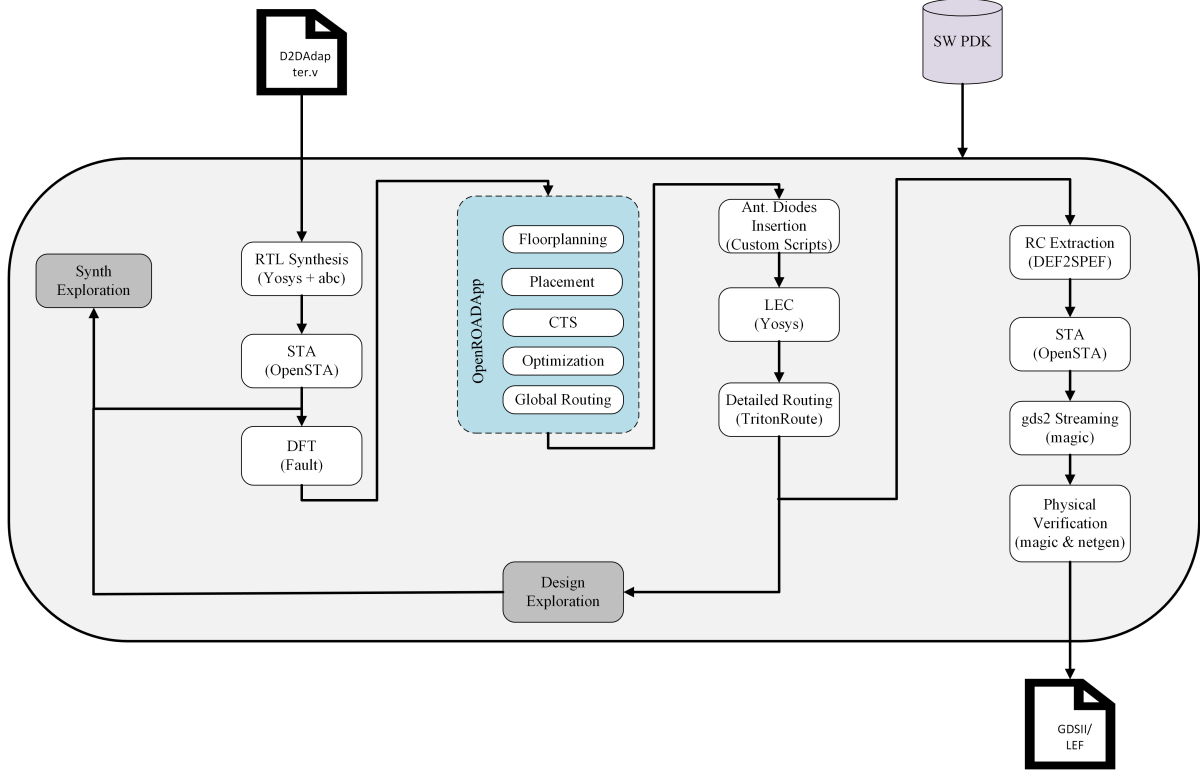 D2DAdap
ter.v
SW PDK
Synth
Exploration
RTL Synthesis
(Yosys + abc)
STA
(OpenSTA)
DFT
(Fault)
OpenROADApp
Floorplanning
Placement
CTS
Optimization
Global Routing
Ant. Diodes
Insertion
(Custom Scripts)
LEC
(Yosys)
Detailed Routing
(TritonRoute)
Design
Exploration
RC Extraction
(DEF2SPEF)
STA
(OpenSTA)
gds2 Streaming
(magic)
Physical
Verification
(magic & netgen)
GDSII/
LEF